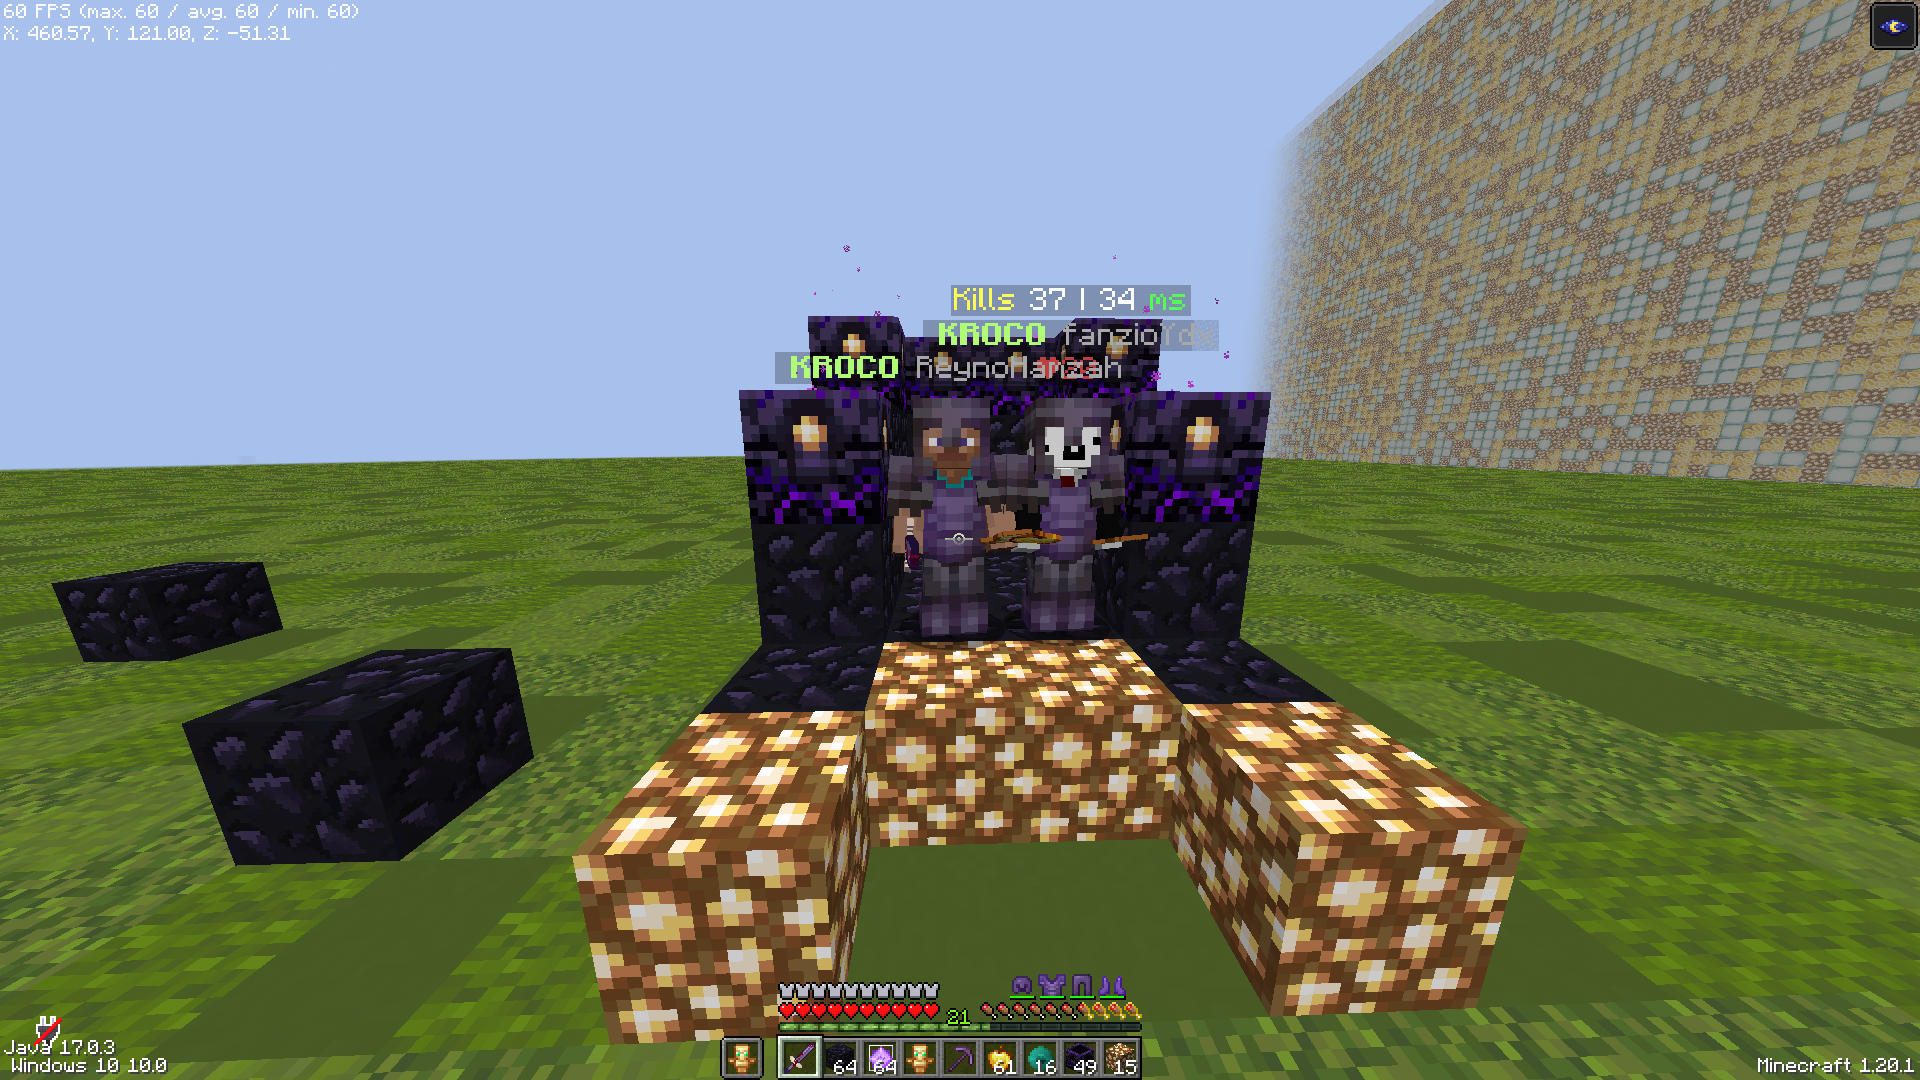 60 FPS (max. 60 / avg. 60 / min. 60)
X: 460.57, Y: 121.00, Z: -51.31
Kills 37 | 34 ms
KROCO fanzioYd
KROCO ReynoHamzah
21
64 64 61 16 49 15
Java 17.0.3
Windows 10 10.0
Minecraft 1.20.1